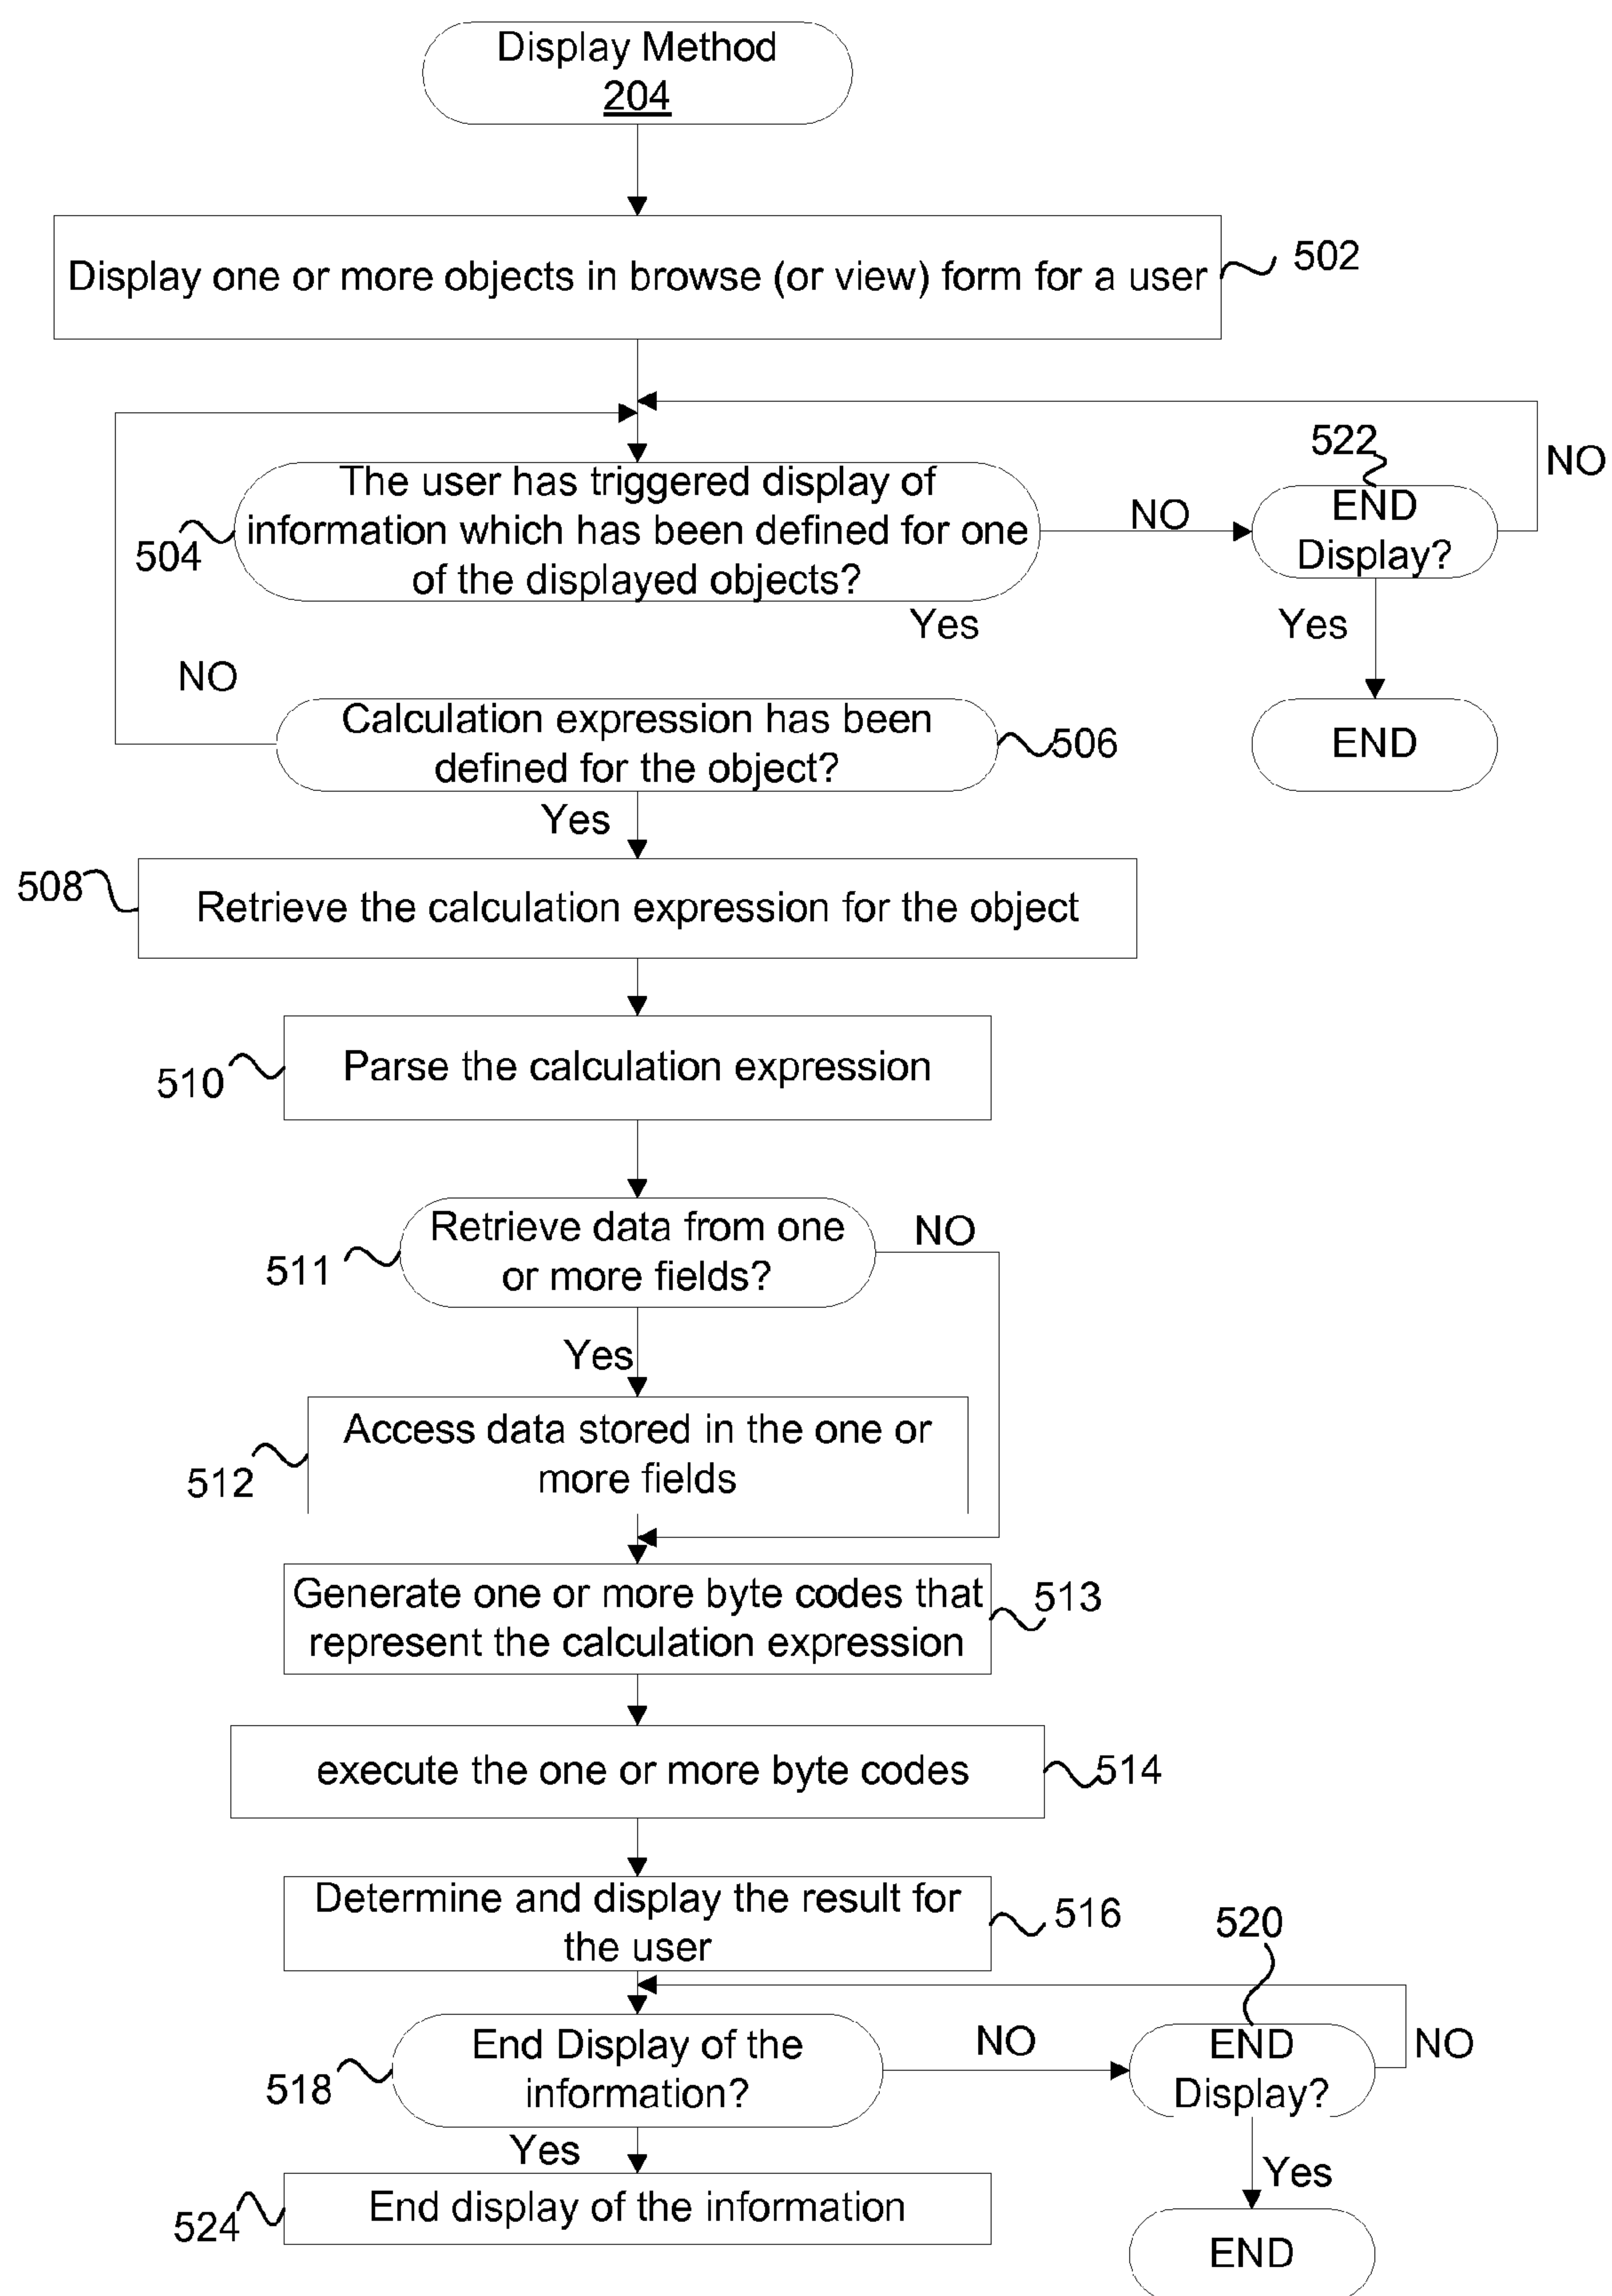 Display Method
204
Display one or more objects in browse (or view) form for a user
502
522
NO
The user has triggered display of
information which has been defined for one
of the displayed objects?
504
NO
END
Display?
Yes
Yes
NO
Calculation expression has been
defined for the object?
506
END
Yes
508
Retrieve the calculation expression for the object
Parse the calculation expression
510
Retrieve data from one
or more fields?
NO
511
Yes
Access data stored in the one or
more fields
512
Generate one or more byte codes that
represent the calculation expression
513
execute the one or more byte codes
514
Determine and display the result for
the user
516
520
End Display of the
information?
518
NO
END
Display?
NO
Yes
Yes
End display of the information
524
END